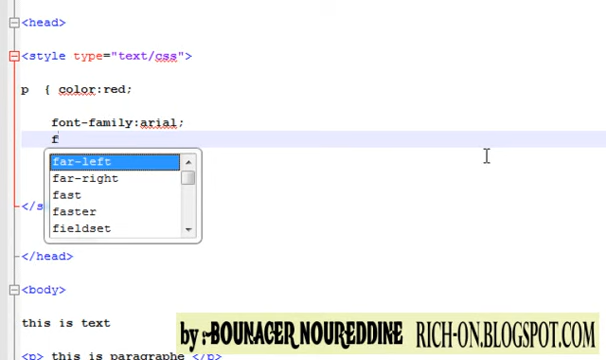 <head>
<style type="text/css">
p { color:red;
font-family:arial;
f
far-left
far-right
fast
faster
fieldset
</s
</head>
<body>
this is text
by : BOUNACER NOUREDDINE RICH-ON.BLOGSPOT.COM
<p> this is paragraphe </p>